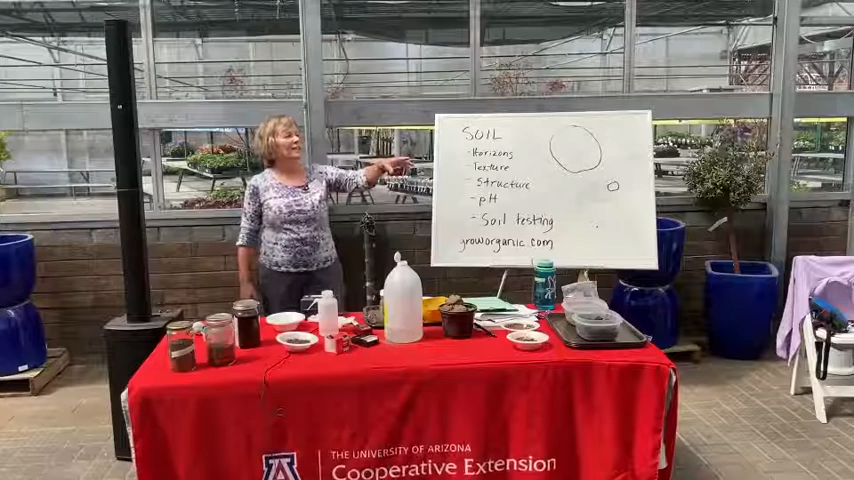 SOIL
· Horizons
· Texture
· Structure
· pH
· Soil testing
groworganic.com
A
THE UNIVERSITY OF ARIZONA
Cooperative Extension